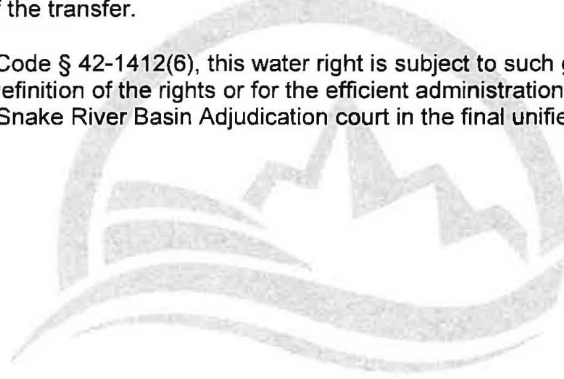 f the transfer.
Code § 42-1412(6), this water right is subject to such
efinition of the rights or for the efficient administration
Snake River Basin Adjudication court in the final unifie